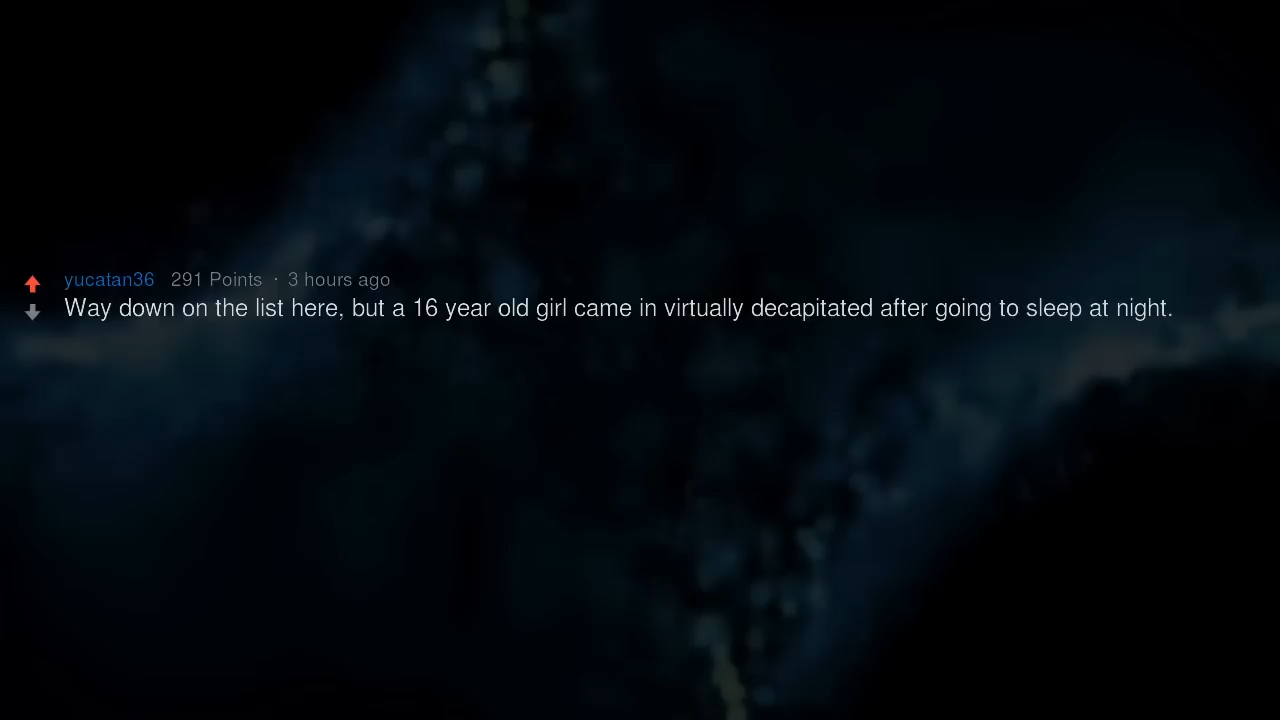 yucatan36 291 Points · 3 hours ago
Way down on the list here, but a 16 year old girl came in virtually decapitated after going to sleep at night.